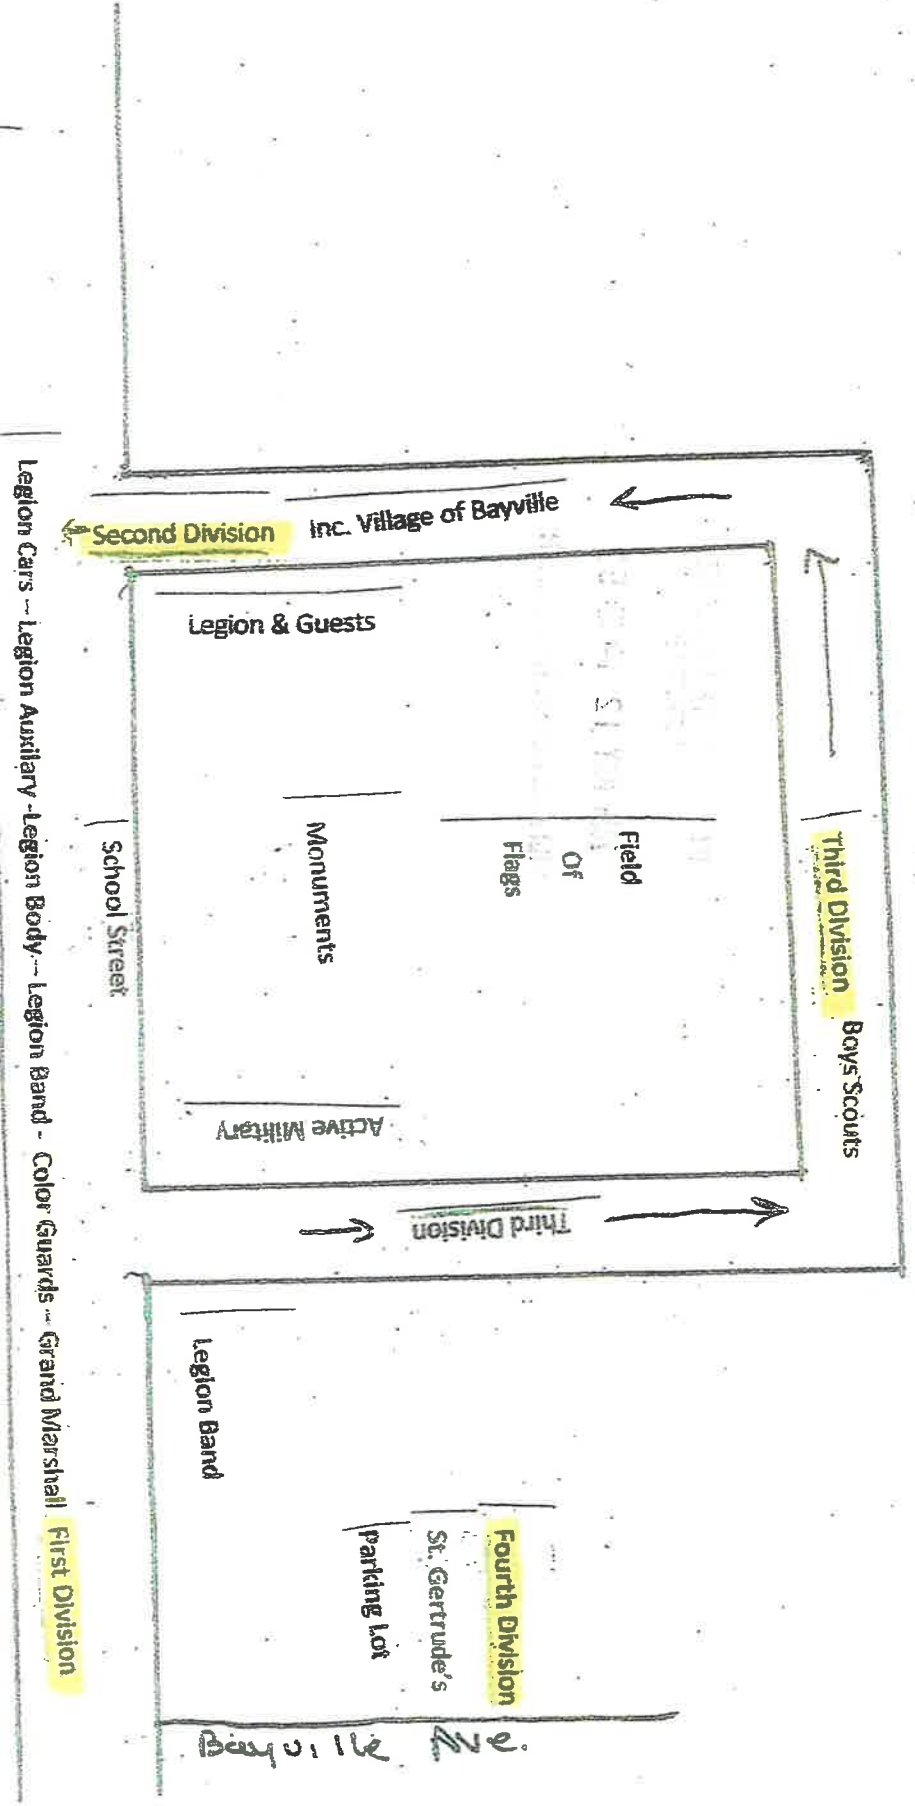 Bayville Ave.
Fourth Division
St. Gertrude's
Parking Lot
Legion Band
Third Division
Boys Scouts
Third Division
Active Military
Field
Of
Flags
Monuments
Legion & Guests
Inc. Village of Bayville
Second Division
School Street
Legion Cars -- Legion Auxilary -Legion Body -- Legion Band - Color Guards -- Grand Marshall First Division